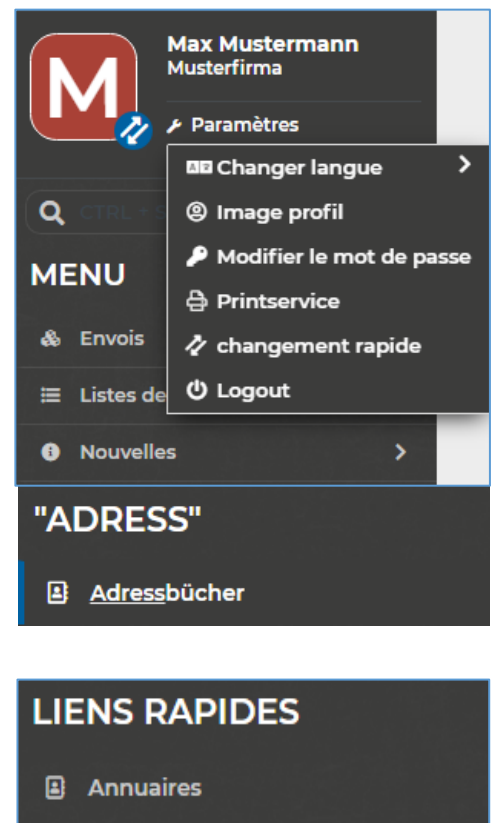 M
Max Mustermann
Musterfirma
Paramètres
Changer langue
Image profil
Modifier le mot de passe
Printservice
changement rapide
Logout
CTRL + S
MENU
Envois
Listes de
Nouvelles
"ADRESS"
Adressbücher
LIENS RAPIDES
Annuaires